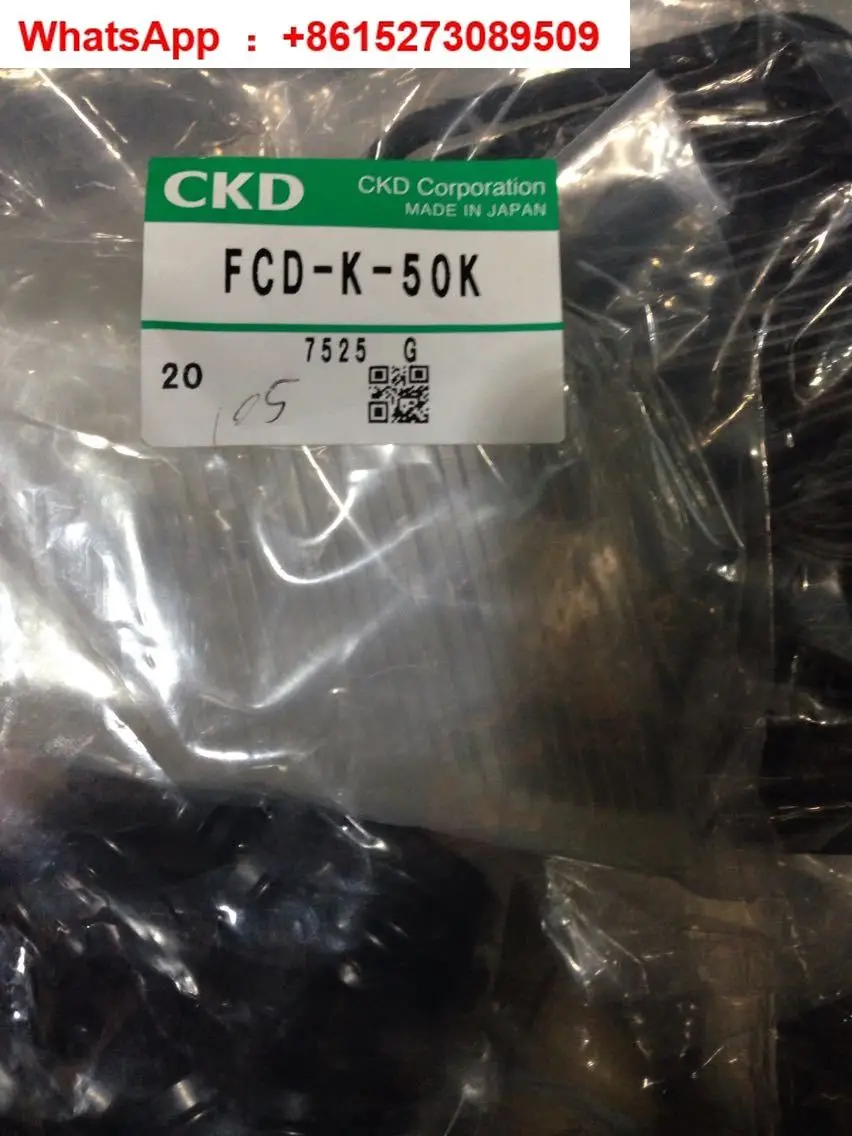 WhatsApp : +8615273089509
CKD
CKD Corporation
MADE IN JAPAN
FCD-K-50K
7525 G
20
105